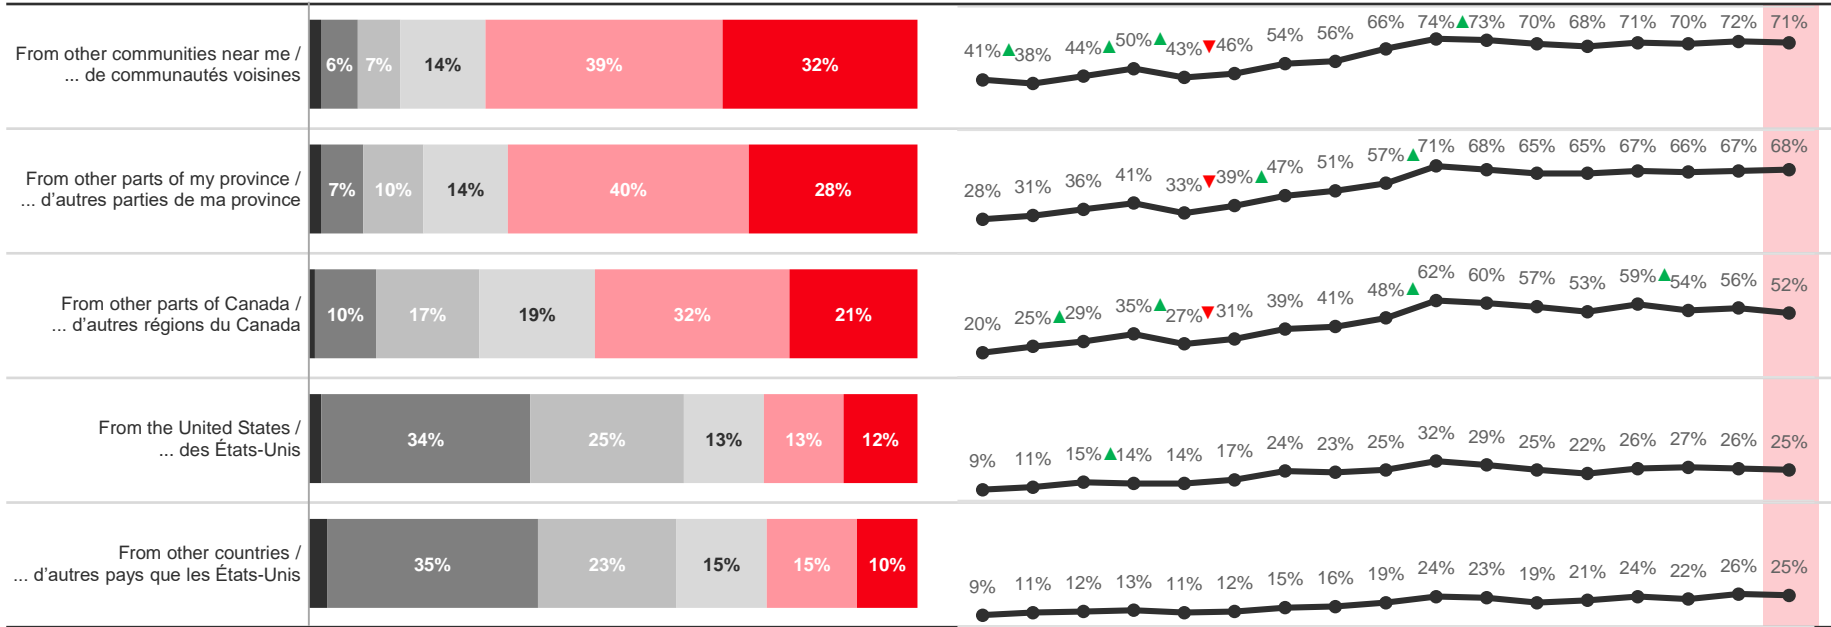 From other communities near me /
... de communautés voisines
6% 7% 14% 39% 32%
41% 38% 44% 50% 43% 46% 54% 56% 66% 74% 73% 70% 68% 71% 70% 72% 71%
From other parts of my province /
... d'autres parties de ma province
7% 10% 14% 40% 28%
28% 31% 36% 41% 33% 39% 47% 51% 57% 71% 68% 65% 65% 67% 66% 67% 68%
From other parts of Canada /
... d'autres régions du Canada
10% 17% 19% 32% 21%
20% 25% 29% 35% 27% 31% 39% 41% 48% 62% 60% 57% 53% 59% 54% 56% 52%
From the United States /
... des États-Unis
34% 25% 13% 13% 12%
9% 11% 15% 14% 14% 17% 24% 23% 25% 32% 29% 25% 22% 26% 27% 26% 25%
From other countries /
... d'autres pays que les États-Unis
35% 23% 15% 15% 10%
9% 11% 12% 13% 11% 12% 15% 16% 19% 24% 23% 19% 21% 24% 22% 26% 25%